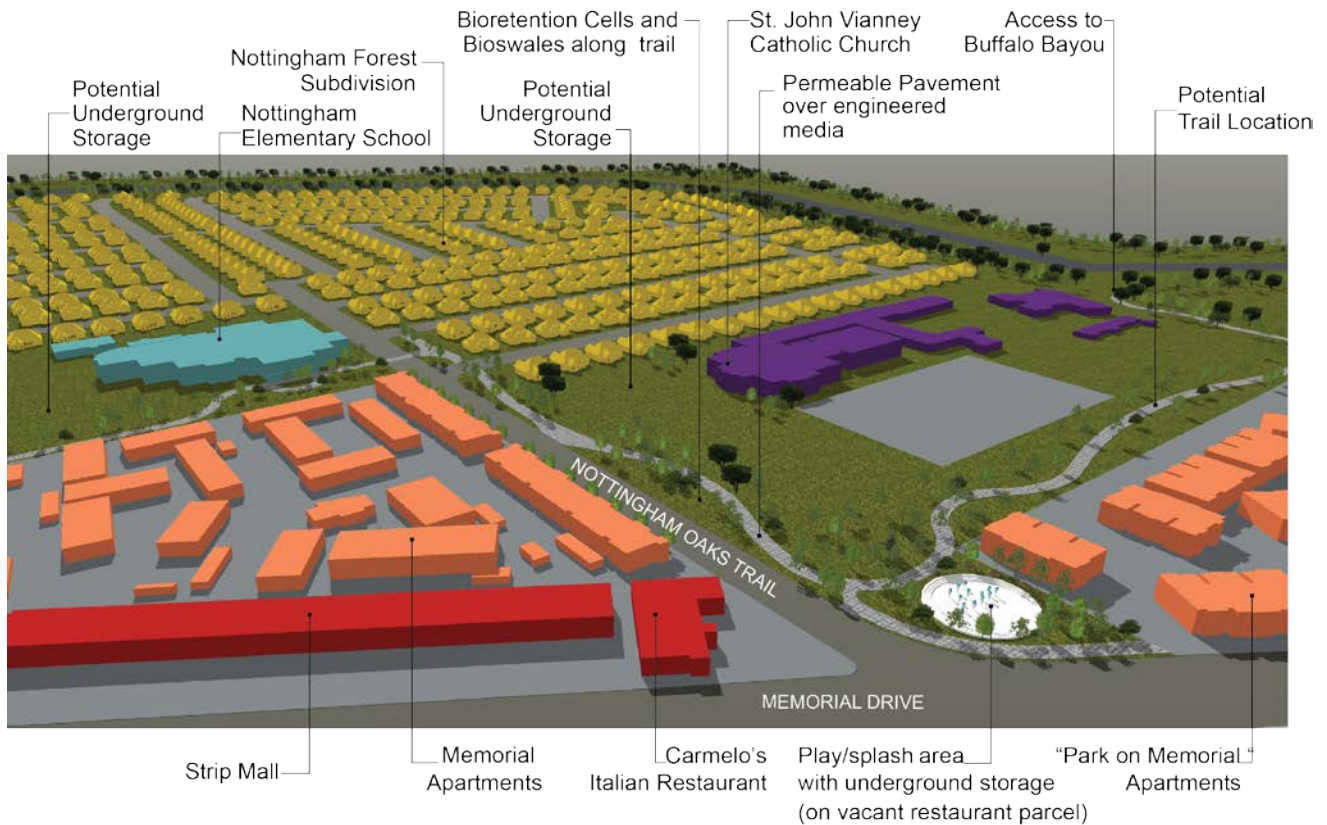 Potential
Underground
Storage
Nottingham Forest
Subdivision
Nottingham
Elementary School
Bioretention Cells and
Bioswales along trail
Potential
Underground
Storage
St. John Vianney
Catholic Church
Permeable Pavement
over engineered
media
Access to
Buffalo Bayou
Potential
Trail Location
NOTTINGHAM OAKS TRAIL
MEMORIAL DRIVE
Strip Mall
Memorial
Apartments
Carmelo's
Italian Restaurant
Play/splash area
with underground storage
(on vacant restaurant parcel)
“Park on Memorial “
Apartments